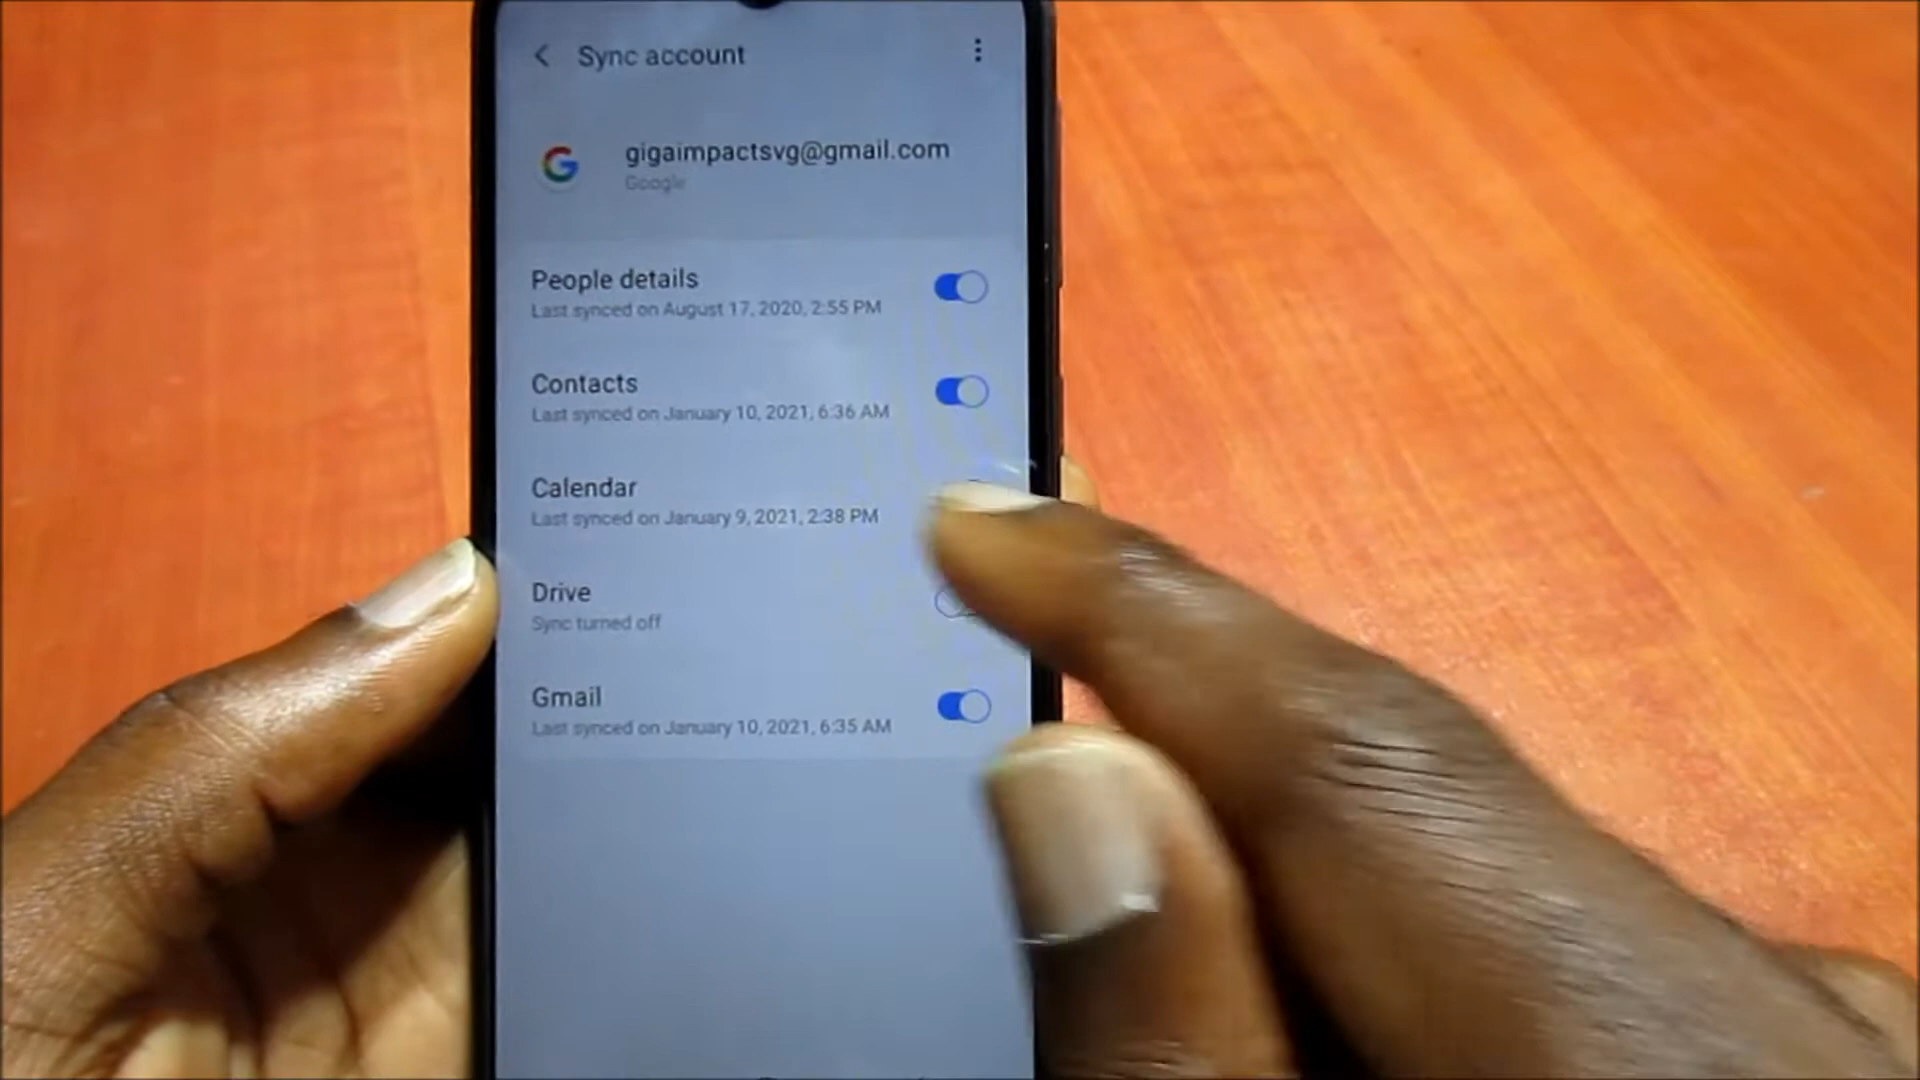 Sync account
gigaimpactsvg@gmail.com
Google
People details
Last synced on August 17, 2020, 2:55 PM
Contacts
Last synced on January 10, 2021, 6:36 AM
Calendar
Last synced on January 9, 2021, 2:38 PM
Drive
Sync turned off
Gmail
Last synced on January 10, 2021, 6:35 AM